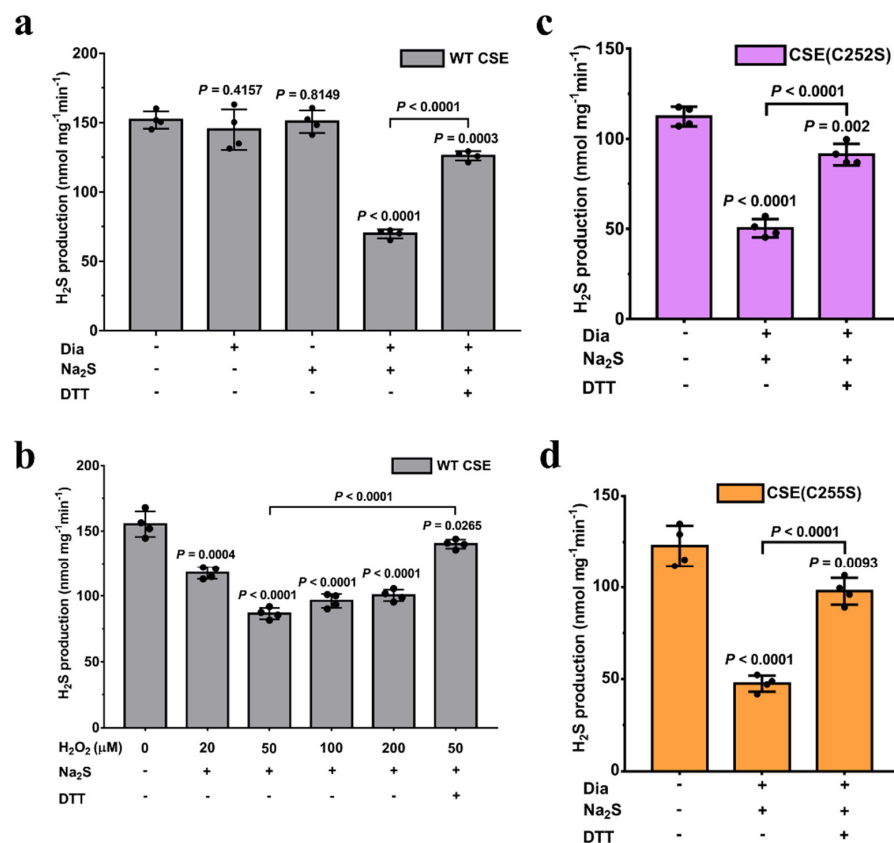 a
WT CSE
H₂S production (nmol mg⁻¹min⁻¹)
200
150
100
50
0
P = 0.4157
P = 0.8149
P < 0.0001
P < 0.0001
P = 0.0003
Dia - + - + +
Na₂S - - + + +
DTT - - - - +
b
WT CSE
H₂S production (nmol mg⁻¹min⁻¹)
200
150
100
50
0
P = 0.0004
P < 0.0001
P < 0.0001
P < 0.0001
P < 0.0001
P = 0.0265
H₂O₂ (μM) 0 20 50 100 200 50
Na₂S - + + + + +
DTT - - - - - +
c
CSE(C252S)
H₂S production (nmol mg⁻¹min⁻¹)
150
100
50
0
P < 0.0001
P < 0.0001
P = 0.002
Dia - + +
Na₂S - + +
DTT - - +
d
CSE(C255S)
H₂S production (nmol mg⁻¹min⁻¹)
150
100
50
0
P < 0.0001
P < 0.0001
P = 0.0093
Dia - + +
Na₂S - + +
DTT - - +